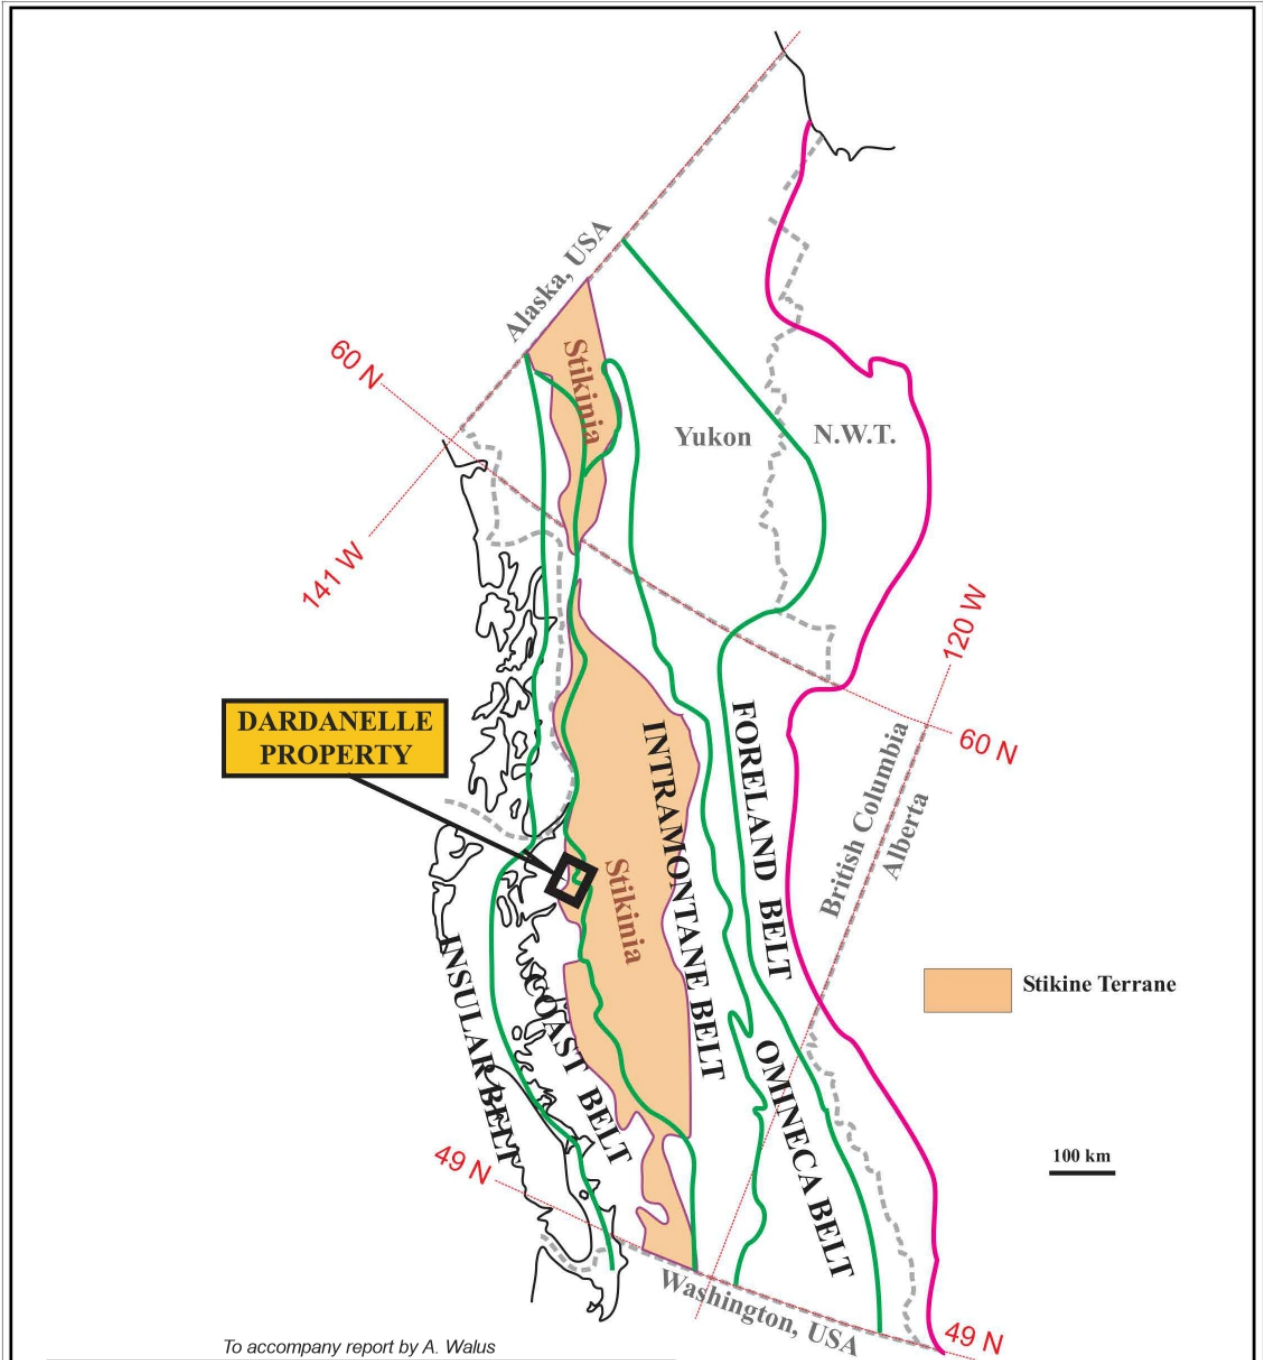 Alaska, USA
60 N
Stikinia
Yukon
N.W.T.
141 W
120 W
60 N
DARDANELLE
PROPERTY
INTRAMONTANE BELT
FORELAND BELT
British Columbia
Alberta
Stikinia
INSULAR BELT
COAST BELT
OMINECA BELT
Stikine Terrane
100 km
49 N
Washington, USA
49 N
To accompany report by A. Walus